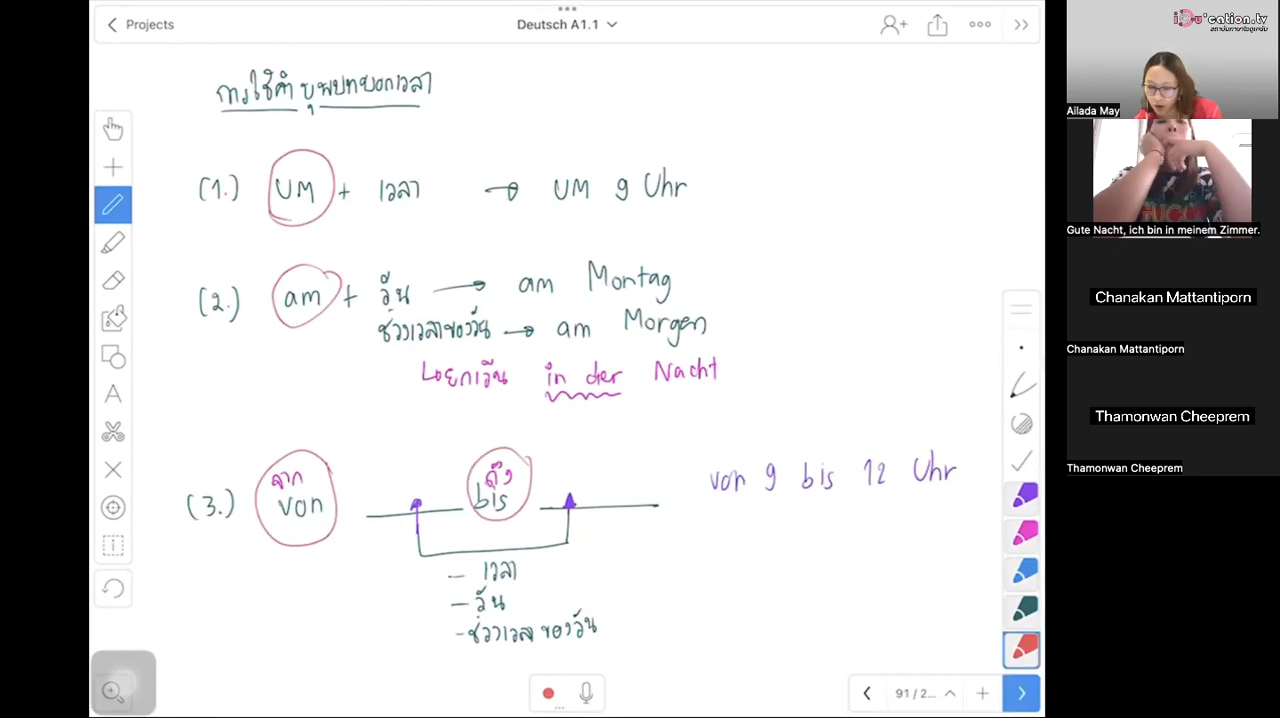 Projects
Deutsch A1.1
การใช้คำบุพบทบอกเวลา
(1.) um + เวลา → um 9 Uhr
(2.) am + วัน → am Montag
ช่วงเวลาของวัน → am Morgen
ยกเว้น in der Nacht
(3.) จาก von ถึง bis von 9 bis 12 Uhr
- เวลา
- วัน
- ช่วงเวลาของวัน
91 / 2...
iDu'cation.tv
Ailada May
Gute Nacht, ich bin in meinem Zimmer.
Chanakan Mattantiporn
Chanakan Mattantiporn
Thamonwan Cheeprem
Thamonwan Cheeprem